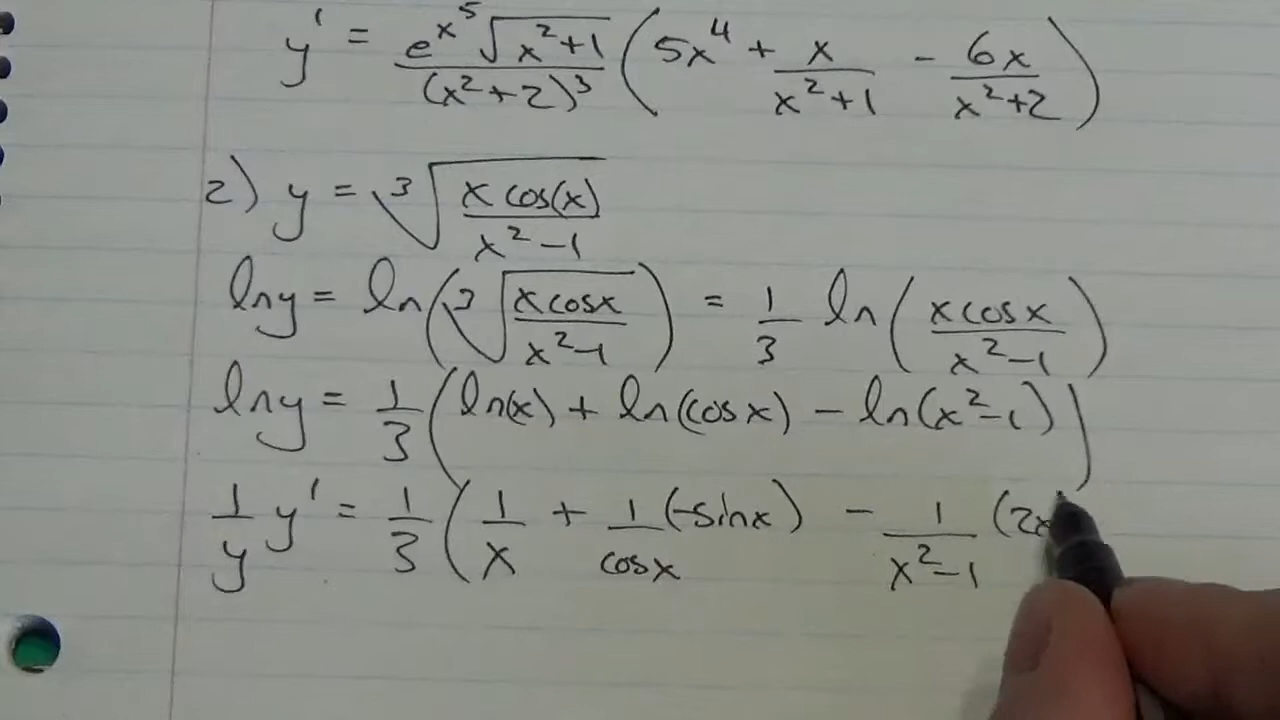 y' = e^{x^5} √(x²+1) / (x²+2)³ (5x⁴ + x/(x²+1) - 6x/(x²+2))
2) y = ³√(x cos(x) / (x²-1))
ln y = ln(³√(x cos x / (x²-1))) = 1/3 ln(x cos x / (x²-1))
ln y = 1/3 (ln(x) + ln(cos x) - ln(x²-1))
1/y y' = 1/3 (1/x + 1/cos x (-sin x) - 1/(x²-1) (2x